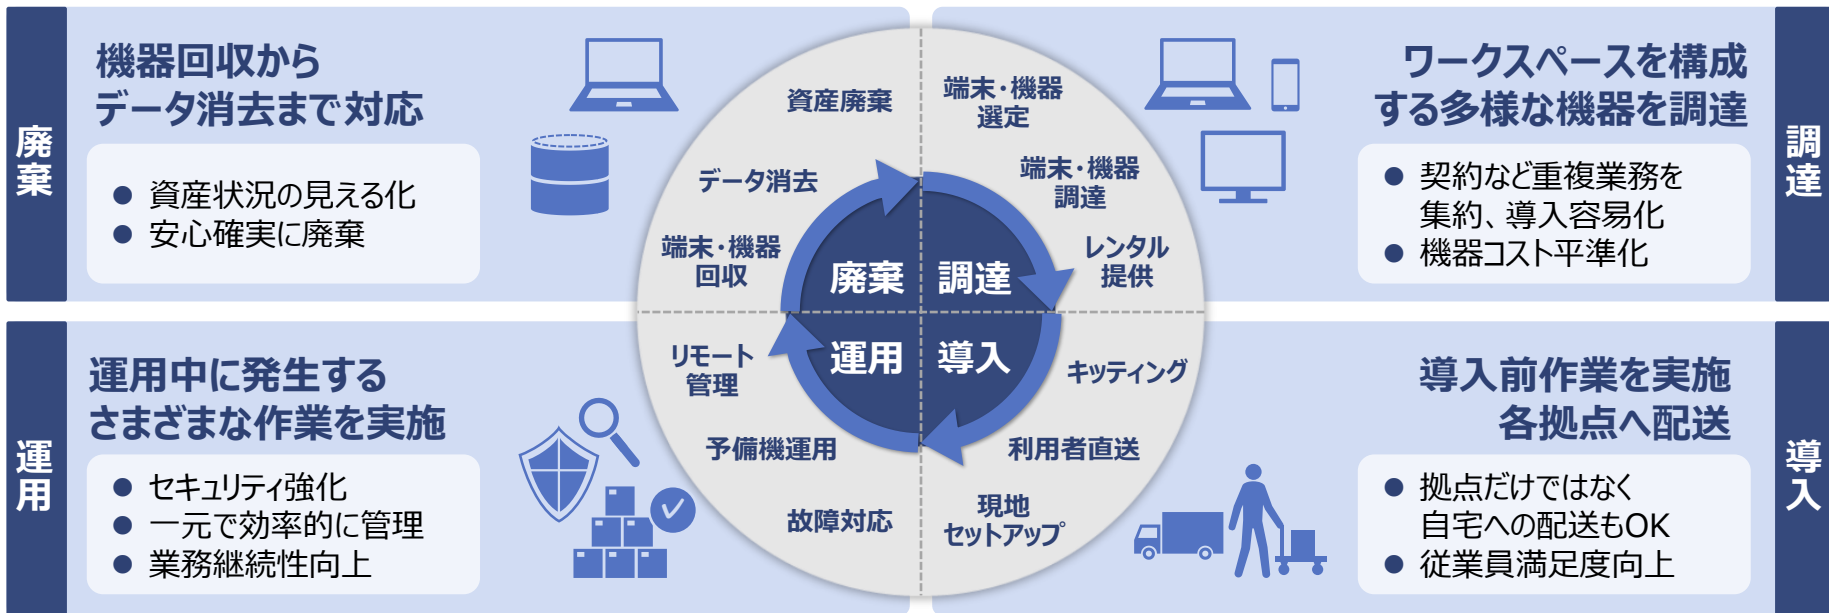 廃棄
機器回収から
データ消去まで対応
● 資産状況の見える化
● 安心確実に廃棄
調達
ワークスペースを構成
する多様な機器を調達
● 契約など重複業務を
集約、導入容易化
● 機器コスト平準化
運用
運用中に発生する
さまざまな作業を実施
● セキュリティ強化
● 一元で効率的に管理
● 業務継続性向上
導入
導入前作業を実施
各拠点へ配送
● 拠点だけではなく
自宅への配送もOK
● 従業員満足度向上
資産廃棄
データ消去
端末・機器
回収
端末・機器
選定
端末・機器
調達
レンタル
提供
廃棄
調達
運用
導入
リモート
管理
予備機運用
故障対応
キッティング
利用者直送
現地
セットアップ